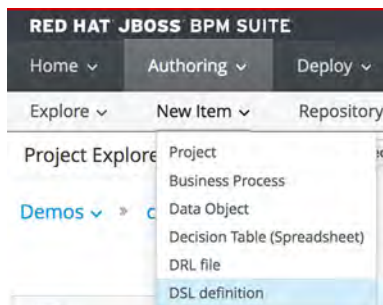 RED HAT JBOSS BPM SUITE
Home Authoring Deploy
Explore New Item Repository
Project Explore
Project
Business Process
Demos » c
Data Object
Decision Table (Spreadsheet)
DRL file
DSL definition